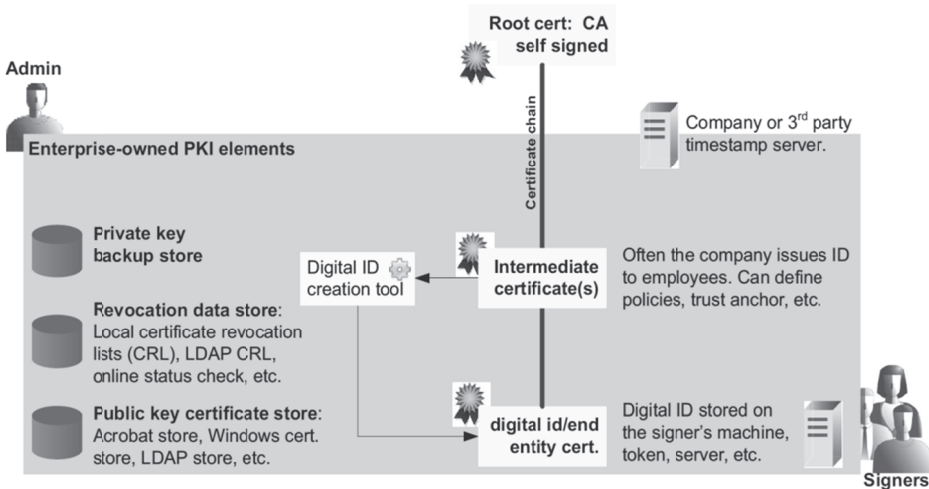 Root cert: CA
self signed
Admin
Certificate chain
Company or 3rd party
timestamp server.
Enterprise-owned PKI elements
Private key
backup store
Digital ID
creation tool
Intermediate
certificate(s)
Often the company issues ID
to employees. Can define
policies, trust anchor, etc.
Revocation data store:
Local certificate revocation
lists (CRL), LDAP CRL,
online status check, etc.
Public key certificate store:
Acrobat store, Windows cert.
store, LDAP store, etc.
digital id/end
entity cert.
Digital ID stored on
the signer's machine,
token, server, etc.
Signers